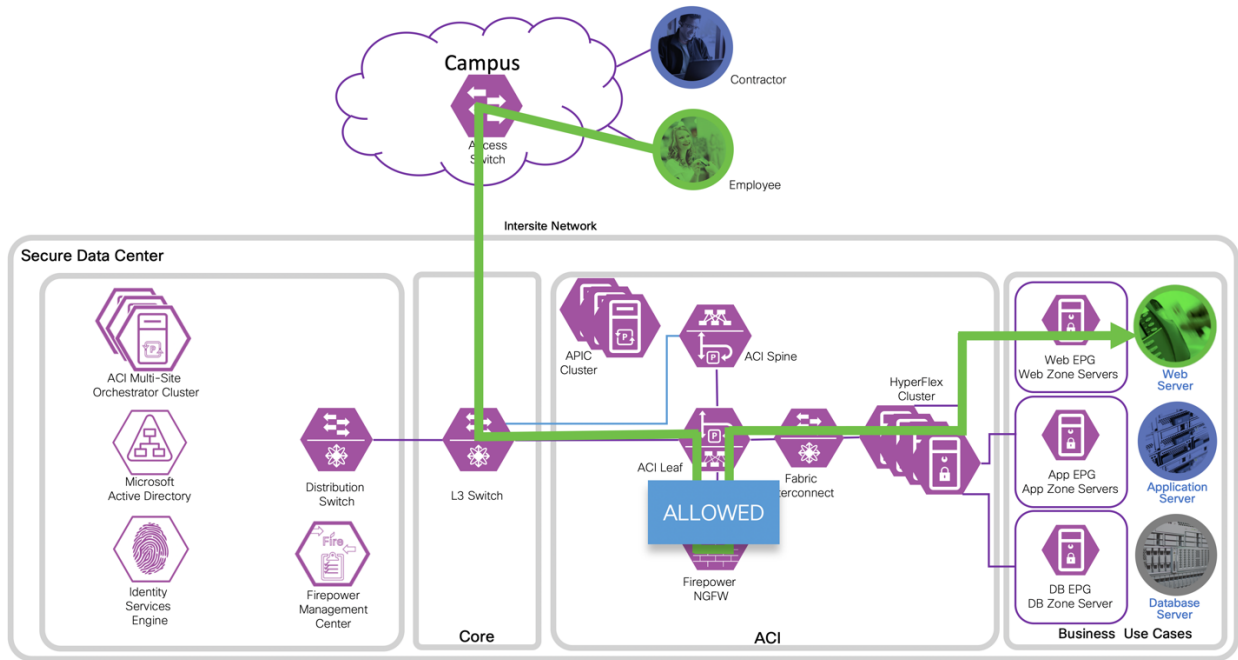 Campus
Contractor
Access
Switch
Employee
Intersite Network
Secure Data Center
ACI Multi-Site
Orchestrator Cluster
Microsoft
Active Directory
Identity
Services
Engine
Distribution
Switch
Fire
Firepower
Management
Center
L3 Switch
Core
P
APIC
Cluster
P
ACI Spine
P
ACI Leaf
Fabric
Interconnect
HyperFlex
Cluster
ALLOWED
Firepower
NGFW
ACI
Web EPG
Web Zone Servers
Web
Server
App EPG
App Zone Servers
Application
Server
DB EPG
DB Zone Server
Database
Server
Business Use Cases